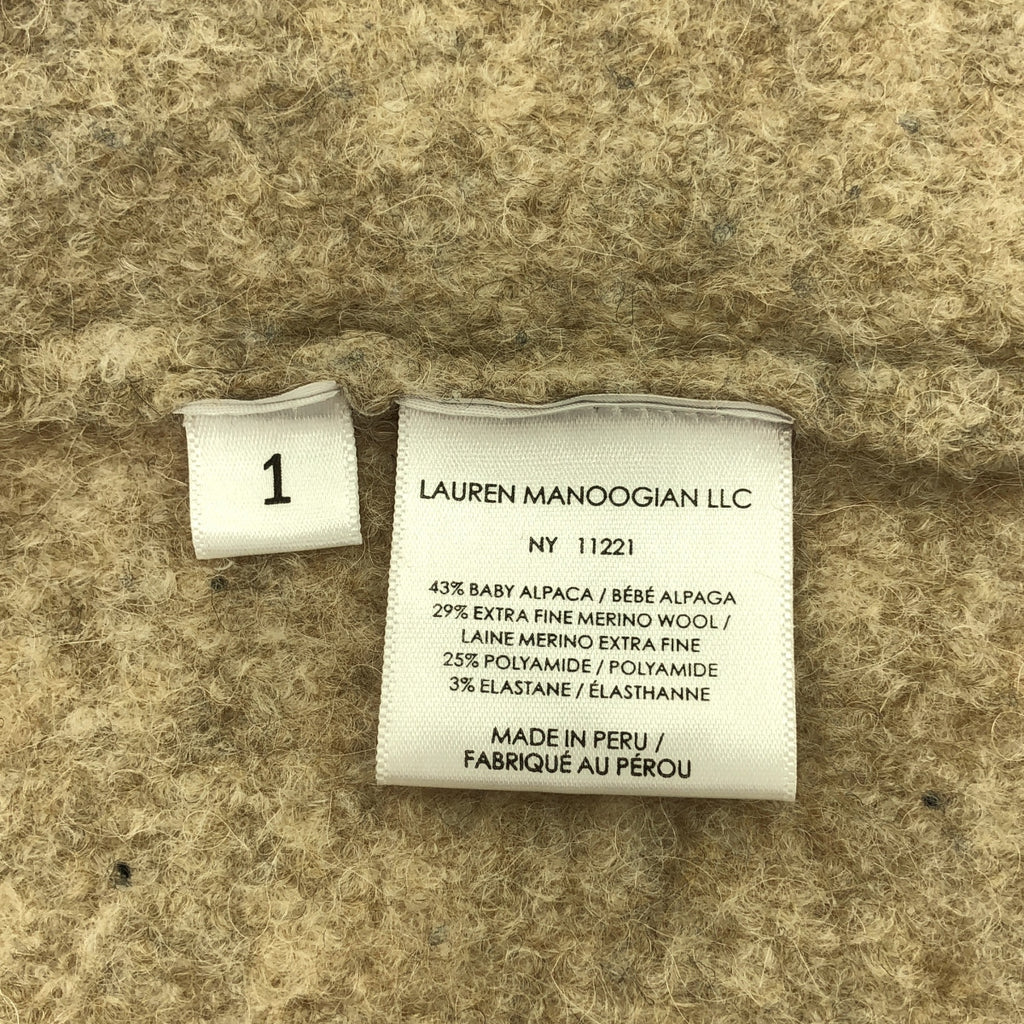 1
LAUREN MANOOGIAN LLC
NY 11221
43% BABY ALPACA / BÉBÉ ALPAGA
29% EXTRA FINE MERINO WOOL /
LAINE MERINO EXTRA FINE
25% POLYAMIDE / POLYAMIDE
3% ELASTANE / ÉLASTHANNE
MADE IN PERU /
FABRIQUÉ AU PÉROU